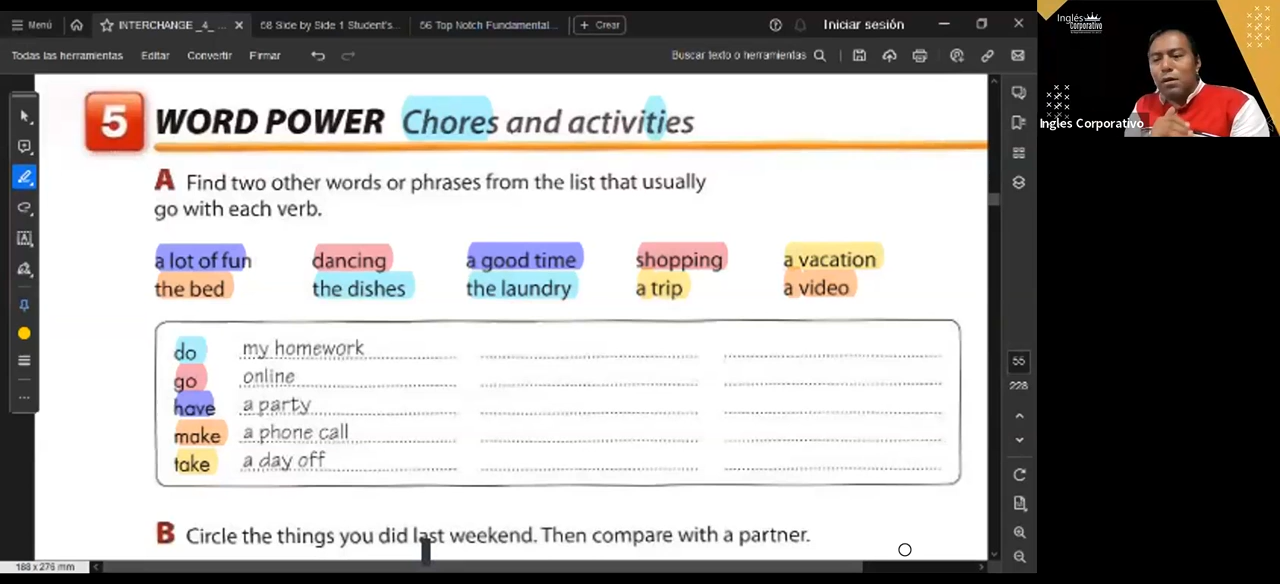 Menú
INTERCHANGE _4_ ...
68 Side by Side 1 Student's...
56 Top Notch Fundamental...
+ Crear
Iniciar sesión
Todas las herramientas
Editar
Convertir
Firmar
Buscar texto o herramientas
5 WORD POWER Chores and activities
A Find two other words or phrases from the list that usually
go with each verb.
a lot of fun dancing a good time shopping a vacation
the bed the dishes the laundry a trip a video
do my homework
go online
have a party
make a phone call
take a day off
B Circle the things you did last weekend. Then compare with a partner.
55
228
188 x 276 mm
Inglés
Corporativo
Ingles Corporativo